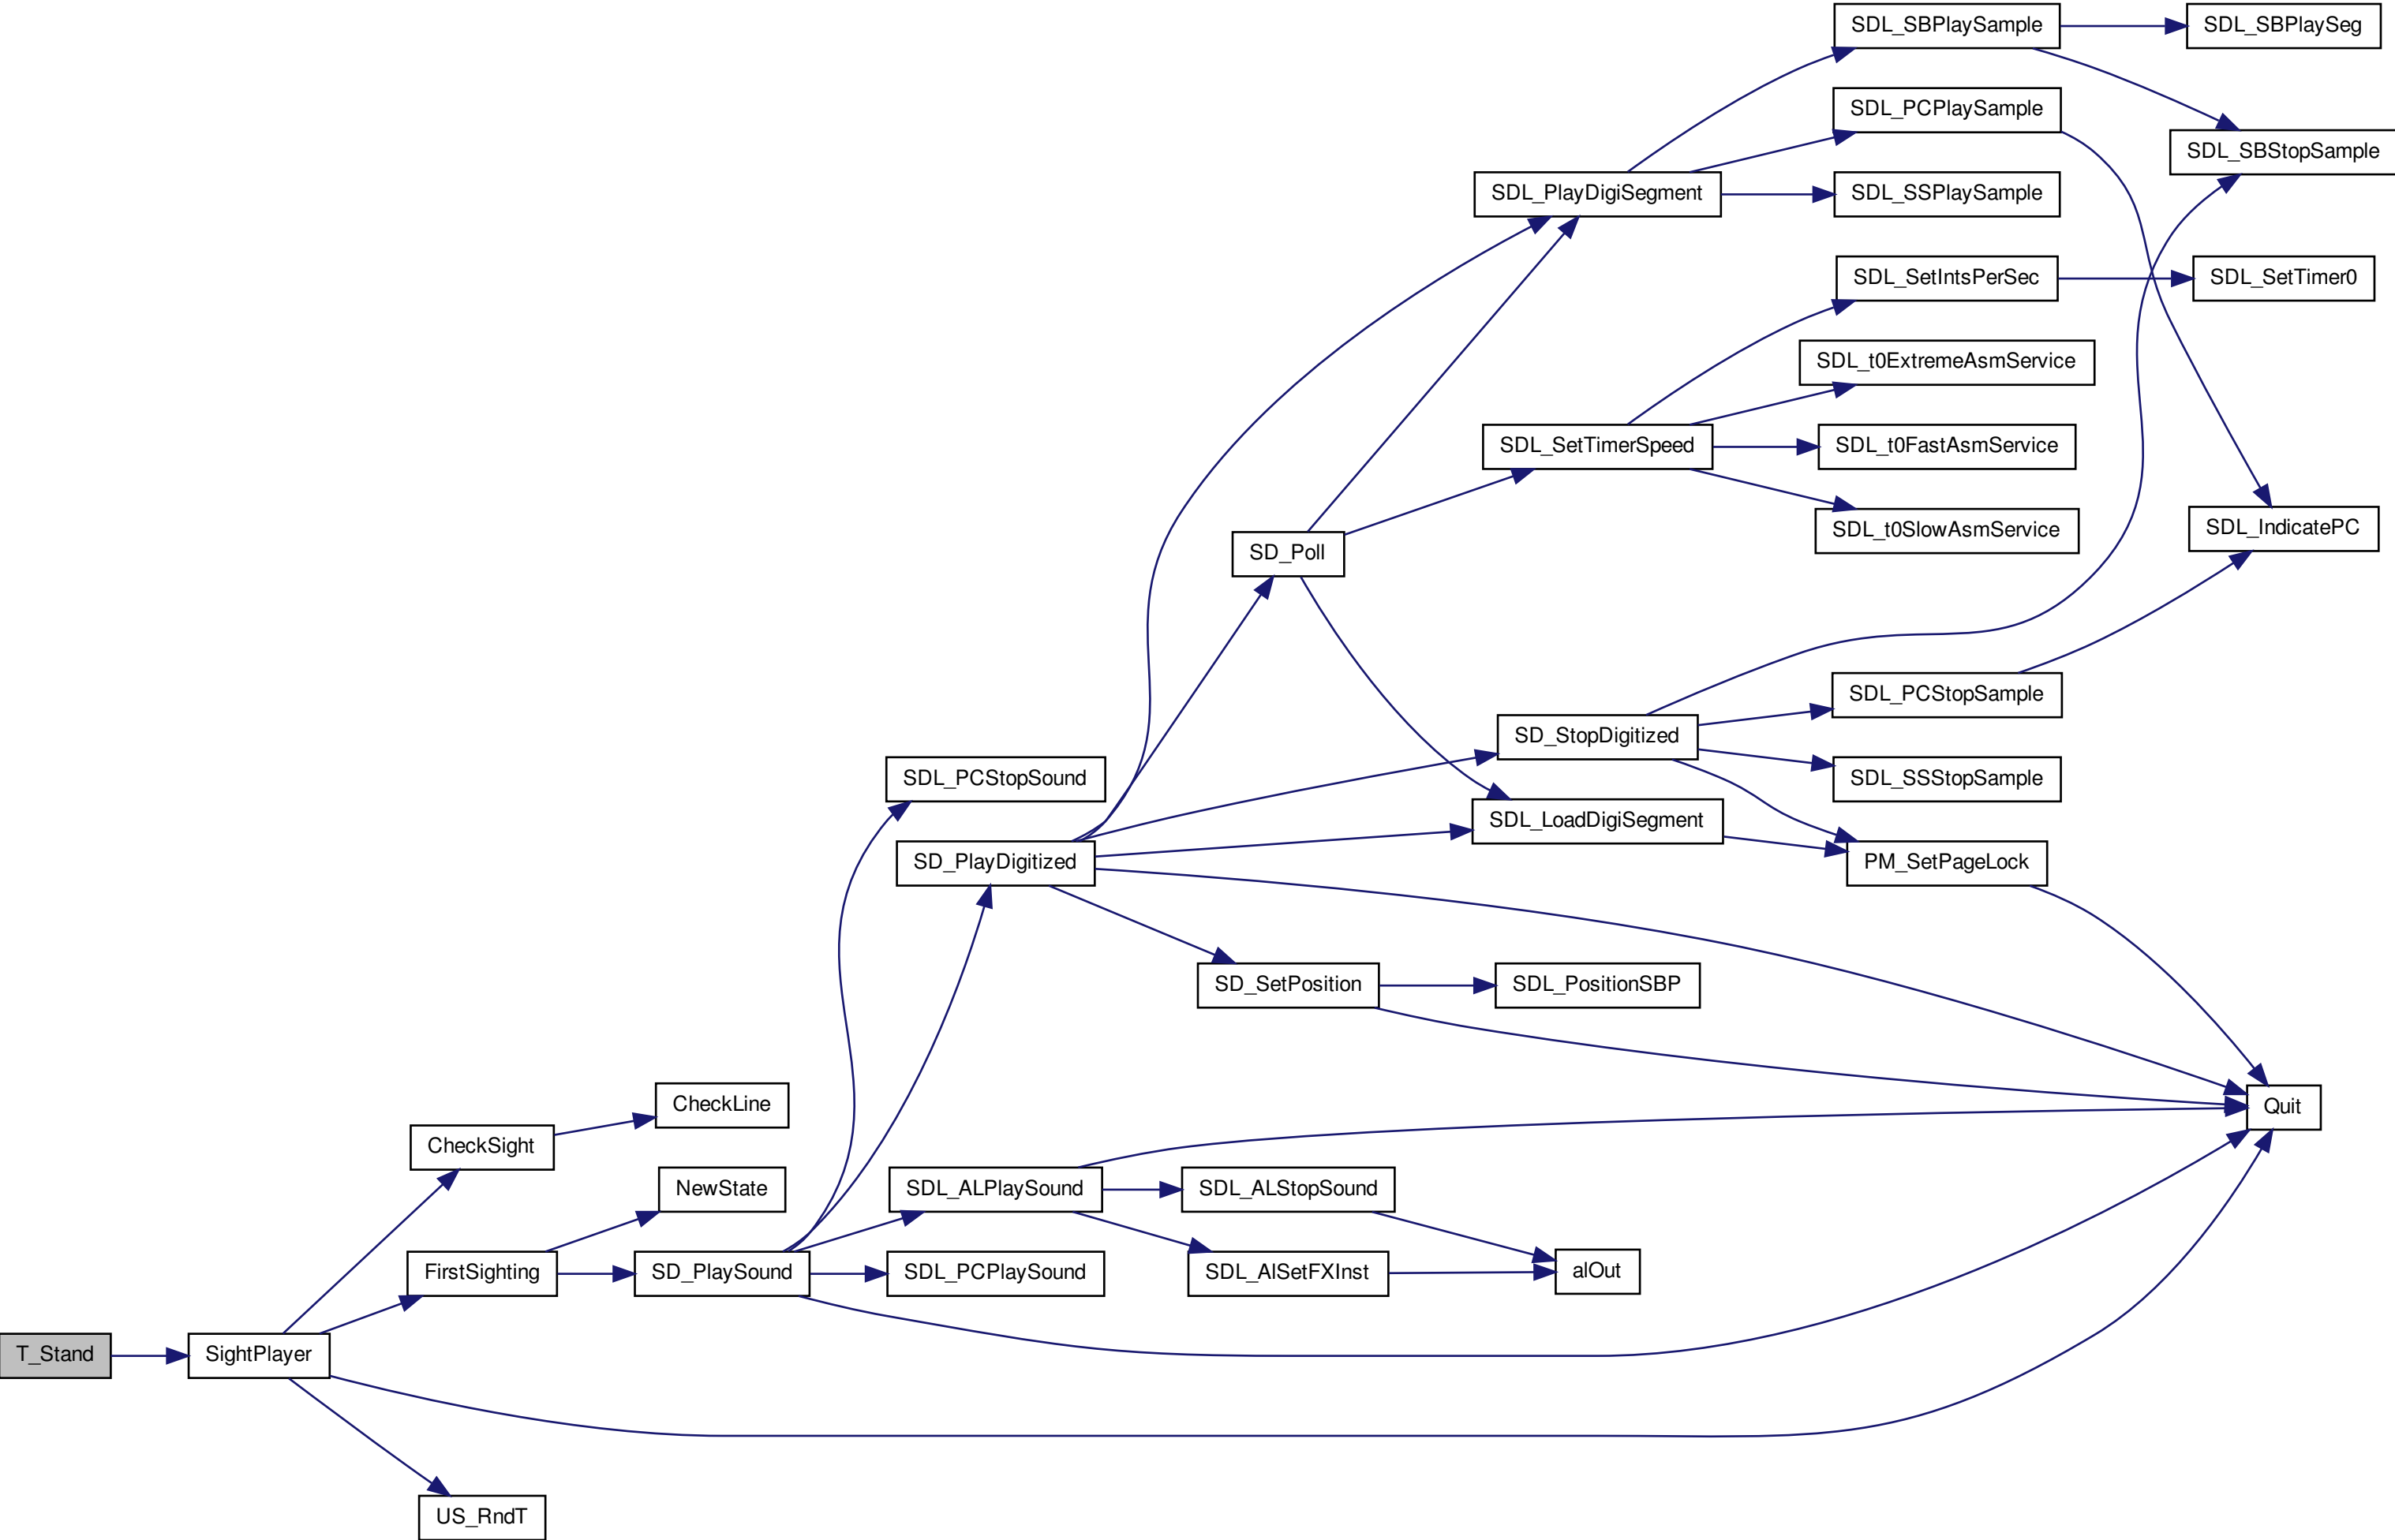 SDL_SBPlaySample
SDL_SBPlaySeg
SDL_PCPlaySample
SDL_SBStopSample
SDL_PlayDigiSegment
SDL_SSPlaySample
SDL_SetIntsPerSec
SDL_SetTimer0
SDL_t0ExtremeAsmService
SDL_SetTimerSpeed
SDL_t0FastAsmService
SDL_t0SlowAsmService
SDL_IndicatePC
SD_Poll
SDL_PCStopSample
SD_StopDigitized
SDL_PCStopSound
SDL_SSStopSample
SDL_LoadDigiSegment
SD_PlayDigitized
PM_SetPageLock
SD_SetPosition
SDL_PositionSBP
CheckLine
Quit
CheckSight
NewState
SDL_ALPlaySound
SDL_ALStopSound
FirstSighting
SD_PlaySound
SDL_PCPlaySound
SDL_AlSetFXInst
alOut
T_Stand
SightPlayer
US_RndT